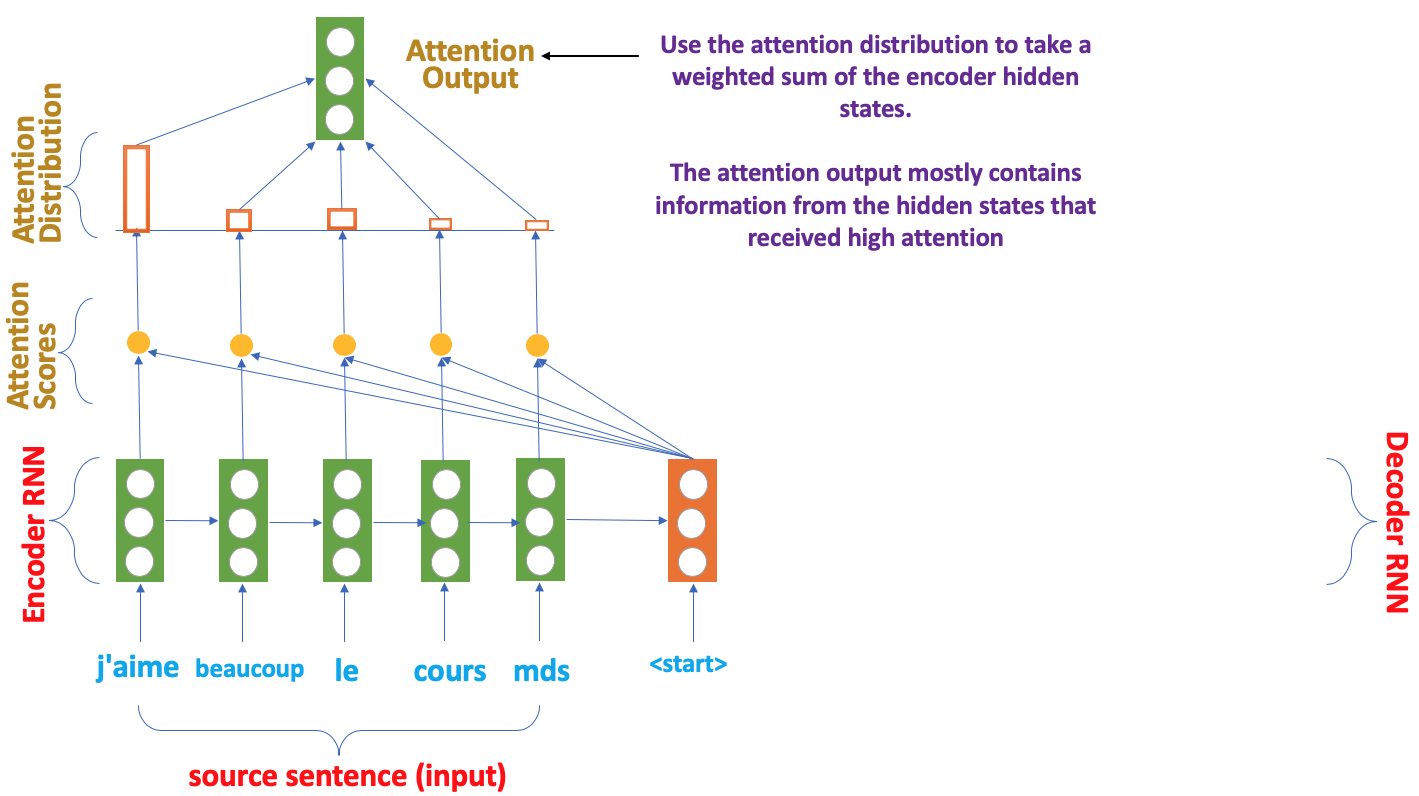 Attention
Output
Use the attention distribution to take a
weighted sum of the encoder hidden
states.
The attention output mostly contains
information from the hidden states that
received high attention
Attention
Distribution
Attention
Scores
Encoder RNN
Decoder RNN
j'aime beaucoup le cours mds <start>
source sentence (input)